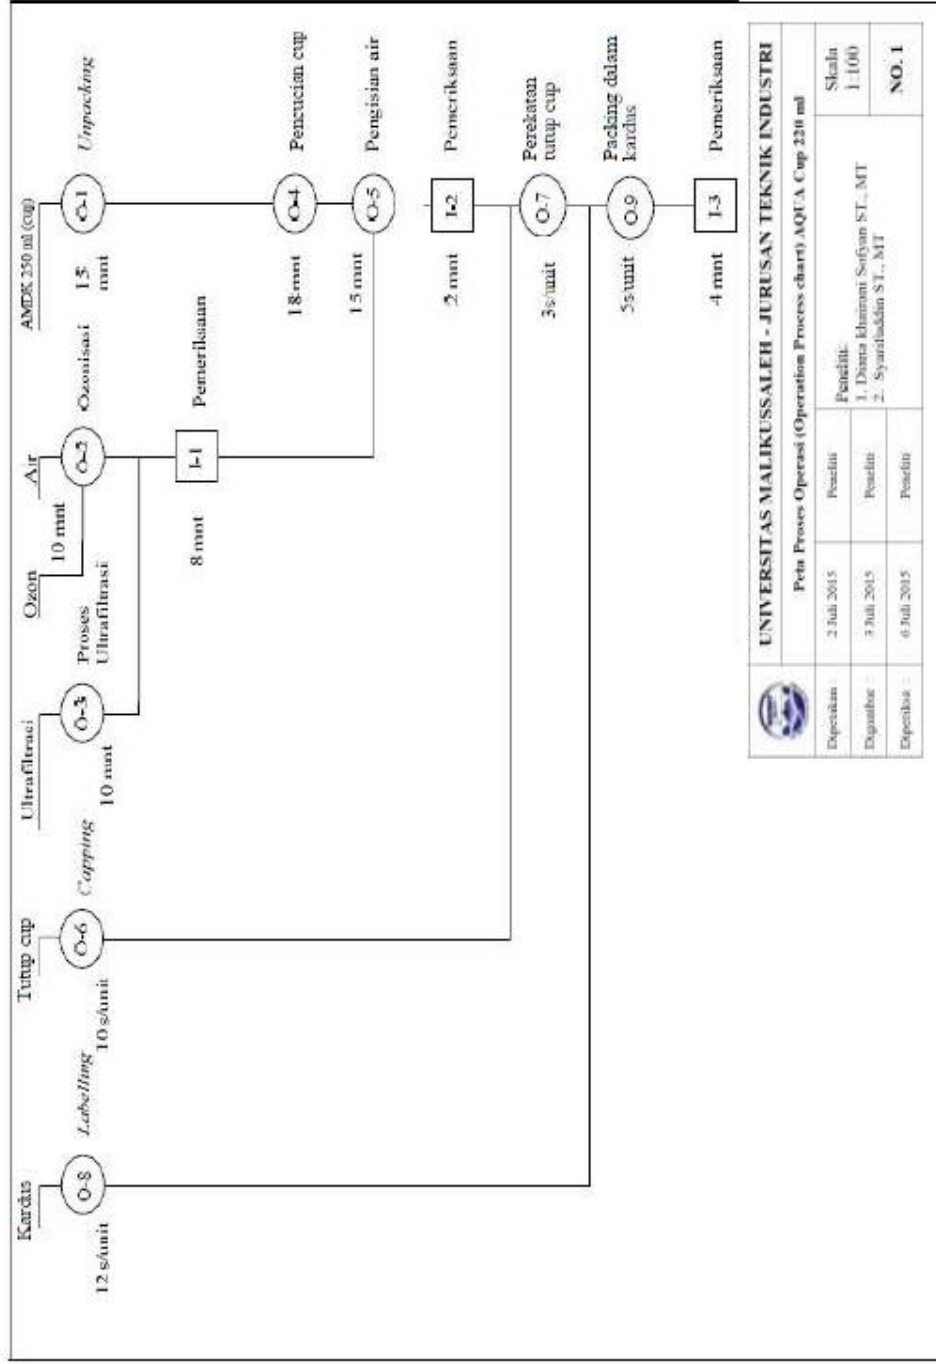 Kardus
12 s/unit
O-8
Labelling
Tutup cup
10 s/unit
O-6
Capping
Ultrafiltrasi
10 mnt
O-3
Proses
Ultrafiltrasi
Ozon
10 mnt
Air
O-2
Ozonisasi
8 mnt
I-1
Pemeriksaan
AMDK 250 ml (cup)
15
mnt
O-1
Unpacking
18 mnt
O-4
Pencucian cup
15 mnt
O-5
Pengisian air
2 mnt
I-2
Pemeriksaan
3s/unit
O-7
Perekatan
tutup cup
5s/unit
O-9
Packing dalam
kardus
4 mnt
I-3
Pemeriksaan
UNIVERSITAS MALIKUSSALEH - JURUSAN TEKNIK INDUSTRI
Peta Proses Operasi (Operation Process chart) AQUA Cup 220 ml
Dipetakan :
2 Juli 2015
Peneliti
Digambar :
3 Juli 2015
Peneliti
Diperiksa :
6 Juli 2015
Peneliti
Peneliti:
1. Diana khairani Sofyan ST., MT
2. Syarifuddin ST., MT
Skala
1:100
NO. 1